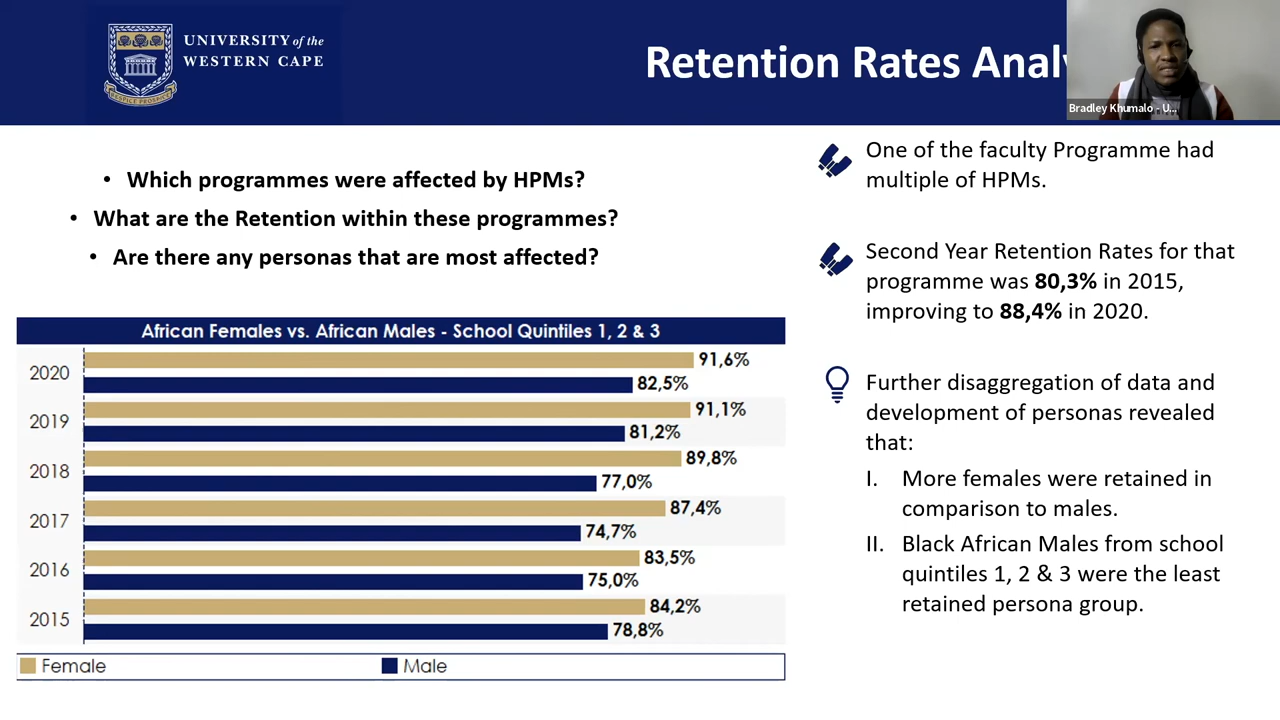 UNIVERSITY of the
WESTERN CAPE
Retention Rates
Bradley Khumalo - U...
• Which programmes were affected by HPMs?
• What are the Retention within these programmes?
• Are there any personas that are most affected?
African Females vs. African Males - School Quintiles 1, 2 & 3
2020
91,6%
82,5%
2019
91,1%
81,2%
2018
89,8%
77,0%
2017
87,4%
74,7%
2016
83,5%
75,0%
2015
84,2%
78,8%
Female
Male
One of the faculty Programme had
multiple of HPMs.
Second Year Retention Rates for that
programme was 80,3% in 2015,
improving to 88,4% in 2020.
Further disaggregation of data and
development of personas revealed
that:
I. More females were retained in
comparison to males.
II. Black African Males from school
quintiles 1, 2 & 3 were the least
retained persona group.